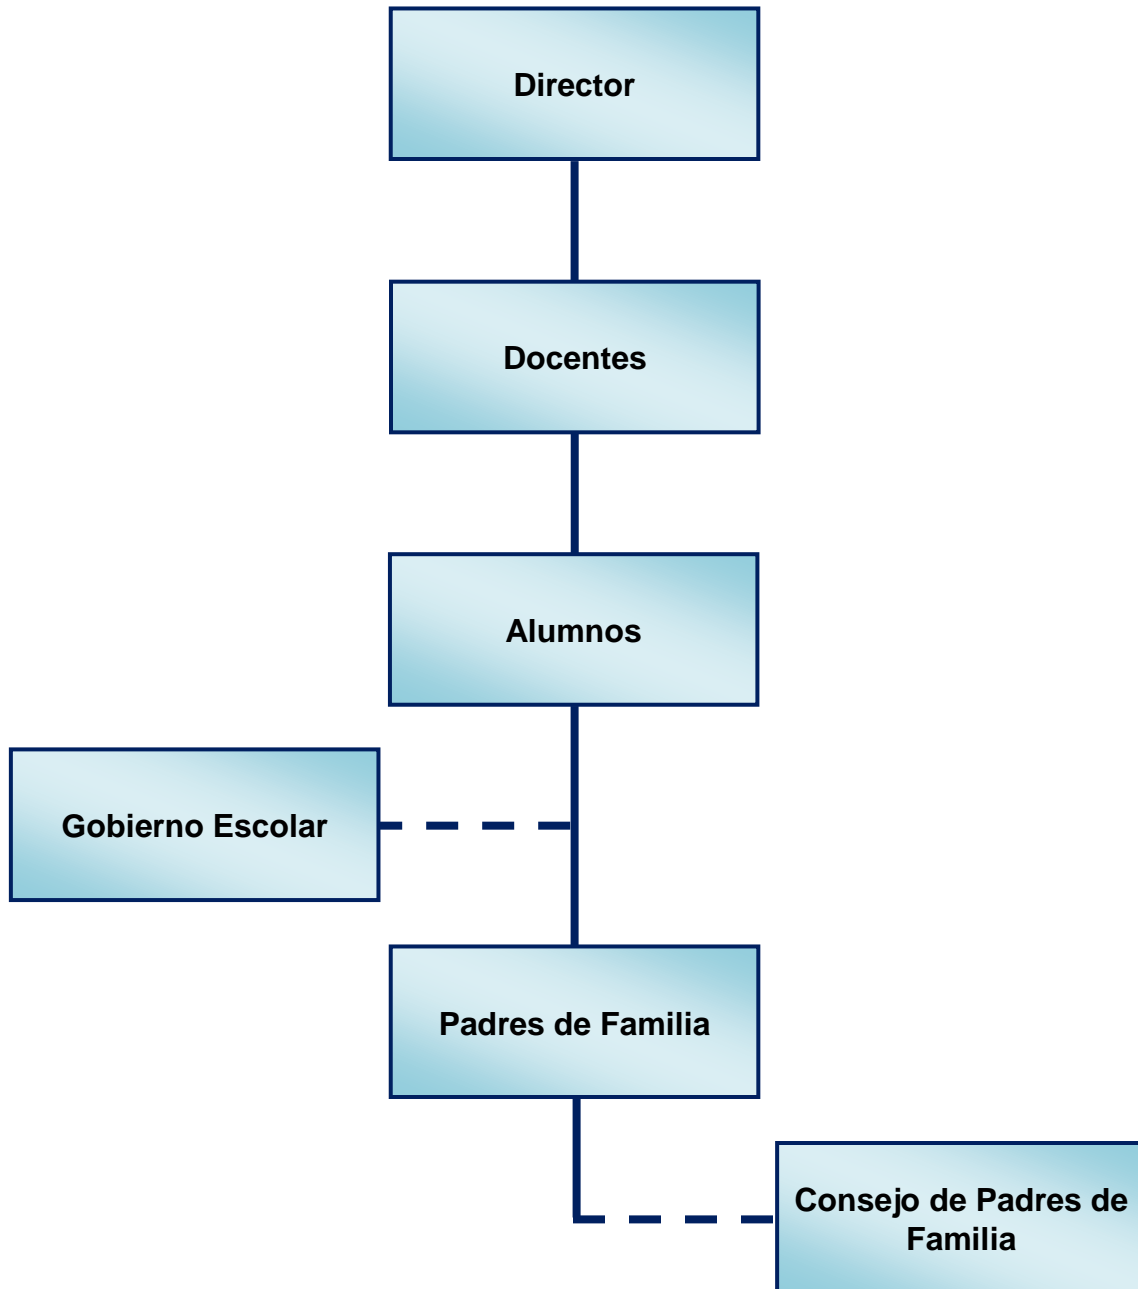 Director
Docentes
Alumnos
Gobierno Escolar
Padres de Familia
Consejo de Padres de
Familia